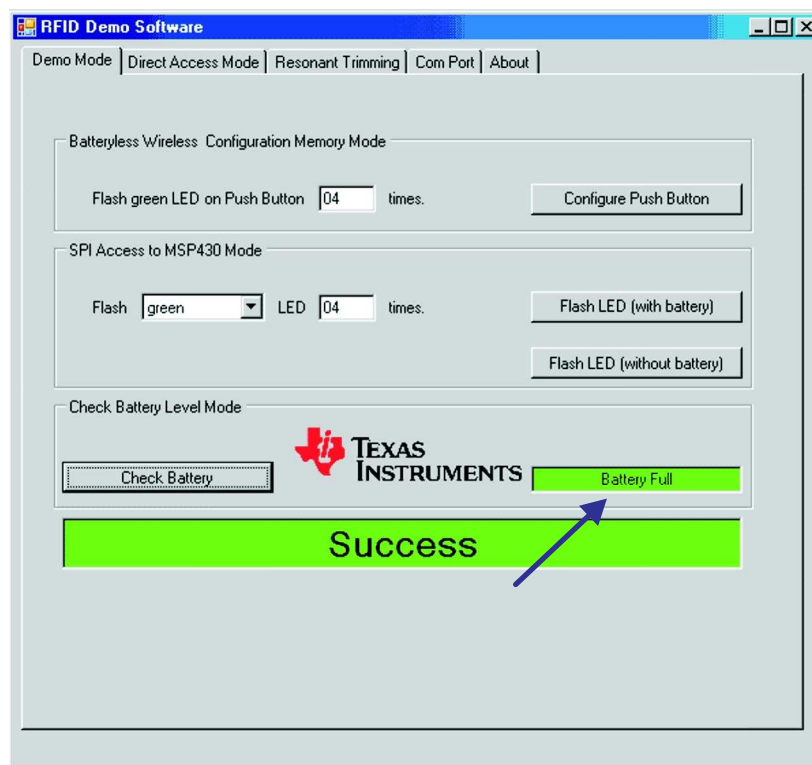 RFID Demo Software
Demo Mode Direct Access Mode Resonant Trimming Com Port About
Batteryless Wireless Configuration Memory Mode
Flash green LED on Push Button 04 times. Configure Push Button
SPI Access to MSP430 Mode
Flash green LED 04 times. Flash LED (with battery)
Flash LED (without battery)
Check Battery Level Mode
TEXAS
INSTRUMENTS
Check Battery Battery Full
Success